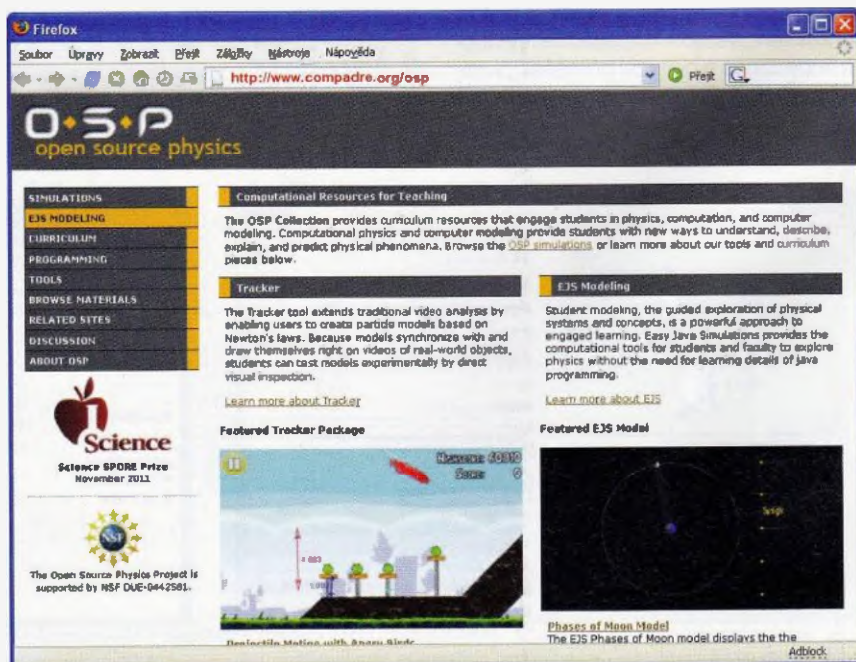 Firefox
Soubor Úpravy Zobrazit Přejít Záložky Nástroje Nápověda
http://www.compadre.org/osp Přejít
O·S·P
open source physics
SIMULATIONS
EJS MODELING
CURRICULUM
PROGRAMMING
TOOLS
BROWSE MATERIALS
RELATED SITES
DISCUSSION
ABOUT OSP
Science
Science SPORE Prize
November 2011
NSF
The Open Source Physics Project is
supported by NSF DUE-0442581.
Computational Resources for Teaching
The OSP Collection provides curriculum resources that engage students in physics, computation, and computer
modeling. Computational physics and computer modeling provide students with new ways to understand, describe,
explain, and predict physical phenomena. Browse the OSP simulations or learn more about our tools and curriculum
pieces below.
Tracker
The Tracker tool extends traditional video analysis by
enabling users to create particle models based on
Newton's laws. Because models synchronize with and
draw themselves right on videos of real-world objects,
students can test models experimentally by direct
visual inspection.
Learn more about Tracker
Featured Tracker Package
Highscore: 60310
Score: 0
EJS Modeling
Student modeling, the guided exploration of physical
systems and concepts, is a powerful approach to
engaged learning. Easy Java Simulations provides the
computational tools for students and faculty to explore
physics without the need for learning details of java
programming.
Learn more about EJS
Featured EJS Model
Phases of Moon Model
The EJS Phases of Moon model displays the the
Projectile Motion with Angry Birds
Adblock